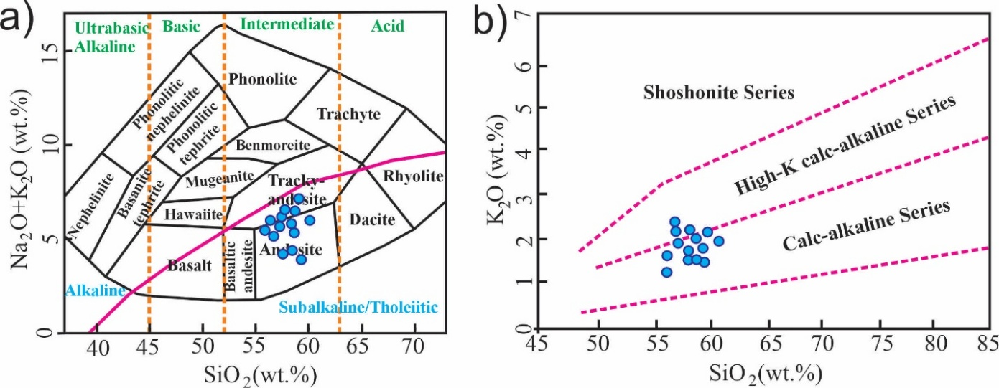 a)
Ultrabasic
Alkaline
Basic
Intermediate
Acid
Na₂O+K₂O (wt.%)
15
10
5
0
Phonolite
Phonolitic
nephelinite
Phonolitic
tephrite
Trachyte
Benmoreite
Mugeanite
Tracky-
andesite
Rhyolite
Nephelinite
Basanite
tephrite
Hawaiite
Dacite
Basalt
Basaltic
andesite
Andesite
Alkaline
Subalkaline/Tholeiitic
40 45 50 55 60 65 70
SiO₂(wt.%)
b)
K₂O (wt.%)
7
6
5
4
3
2
1
0
Shoshonite Series
High-K calc-alkaline Series
Calc-alkaline Series
45 50 55 60 65 70 75 80 85
SiO₂(wt.%)